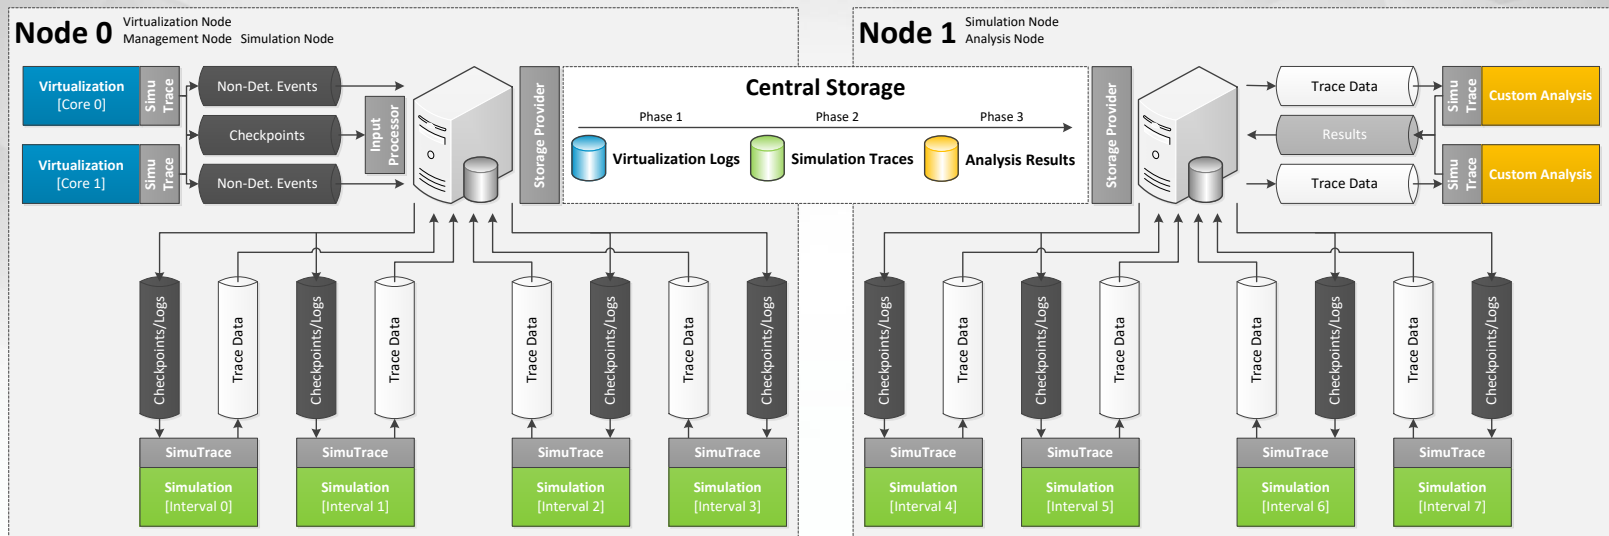 Node 0
Virtualization Node
Management Node Simulation Node
Virtualization
[Core 0]
Simu
Trace
Non-Det. Events
Checkpoints
Virtualization
[Core 1]
Simu
Trace
Non-Det. Events
Input
Processor
Storage Provider
Central Storage
Phase 1
Phase 2
Phase 3
Virtualization Logs
Simulation Traces
Analysis Results
Node 1
Simulation Node
Analysis Node
Storage Provider
Trace Data
Simu
Trace
Custom Analysis
Results
Trace Data
Simu
Trace
Custom Analysis
Checkpoints/Logs
Trace Data
Checkpoints/Logs
Trace Data
Trace Data
Checkpoints/Logs
Trace Data
Checkpoints/Logs
Checkpoints/Logs
Trace Data
Checkpoints/Logs
Trace Data
Trace Data
Checkpoints/Logs
Trace Data
Checkpoints/Logs
SimuTrace
Simulation
[Interval 0]
SimuTrace
Simulation
[Interval 1]
SimuTrace
Simulation
[Interval 2]
SimuTrace
Simulation
[Interval 3]
SimuTrace
Simulation
[Interval 4]
SimuTrace
Simulation
[Interval 5]
SimuTrace
Simulation
[Interval 6]
SimuTrace
Simulation
[Interval 7]